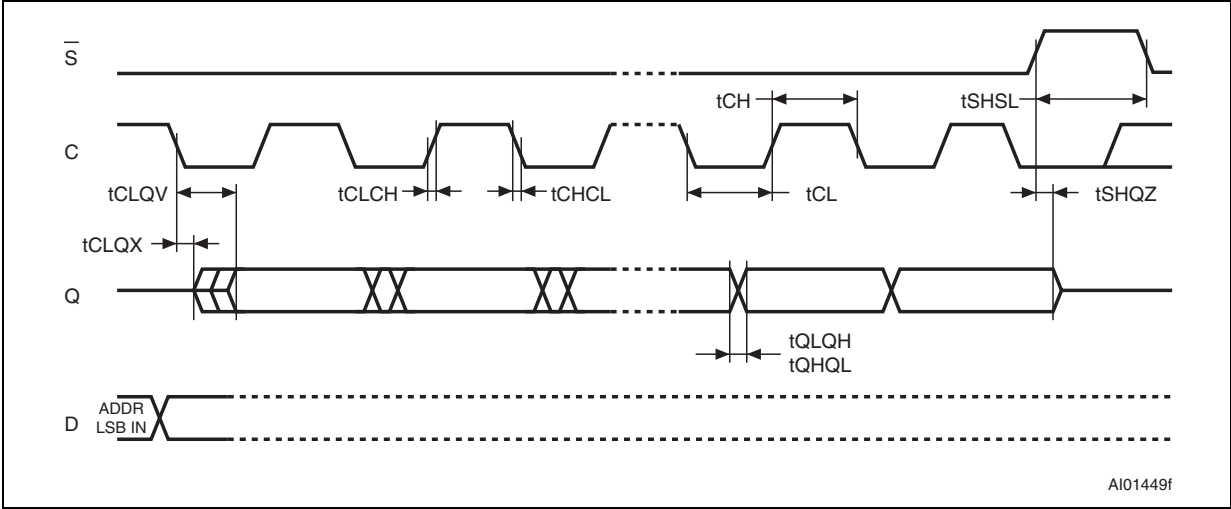 S
tCH
tSHSL
C
tCLQV
tCLCH
tCHCL
tCL
tSHQZ
tCLQX
Q
tQLQH
tQHQL
D
ADDR
LSB IN
AI01449f